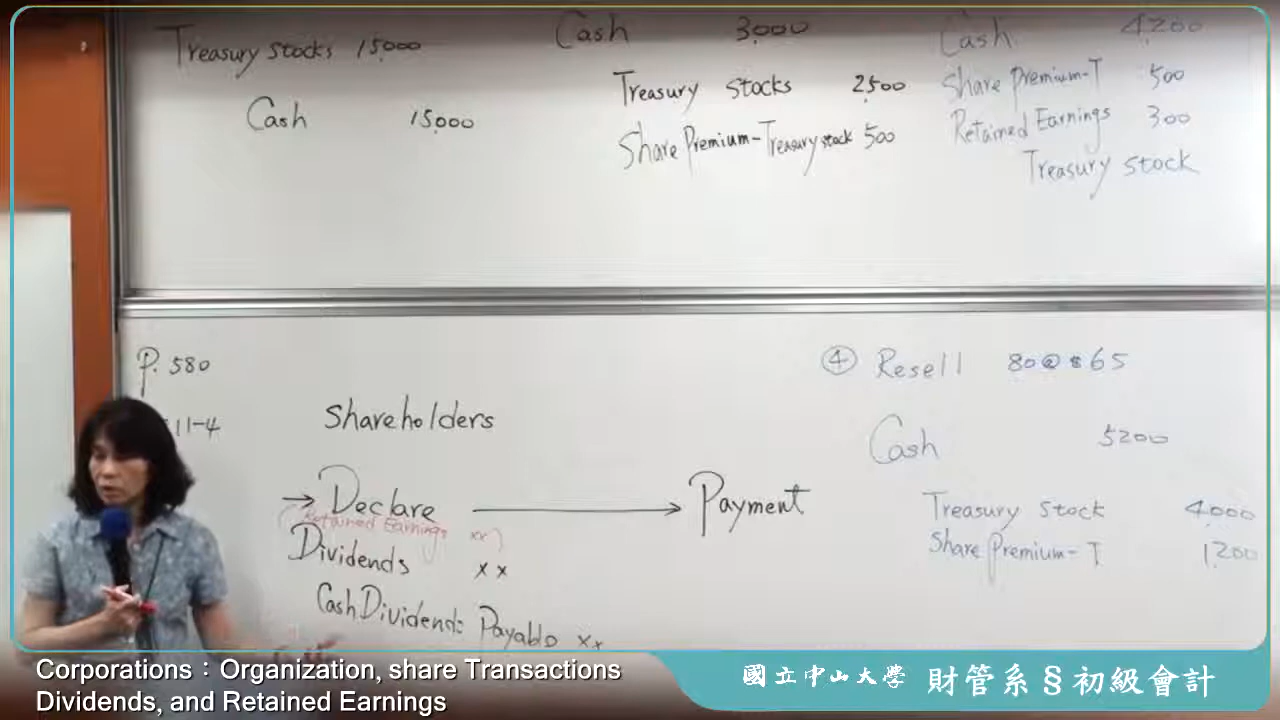 Treasury stocks 15,000
Cash 15,000
Cash 3,000
Treasury stocks 2,500
Share Premium-Treasury stock 500
Cash 4,200
Share Premium-T 500
Retained Earnings 300
Treasury stock
P. 580
11-4
Shareholders
→ Declare → Payment
(Retained Earnings xx)
Dividends xx
Cash Dividends Payable xx
④ Resell 80@$65
Cash 5200
Treasury stock 4,000
Share Premium-T 1,200
Corporations：Organization, share Transactions
Dividends, and Retained Earnings
國立中山大學 財管系§初級會計